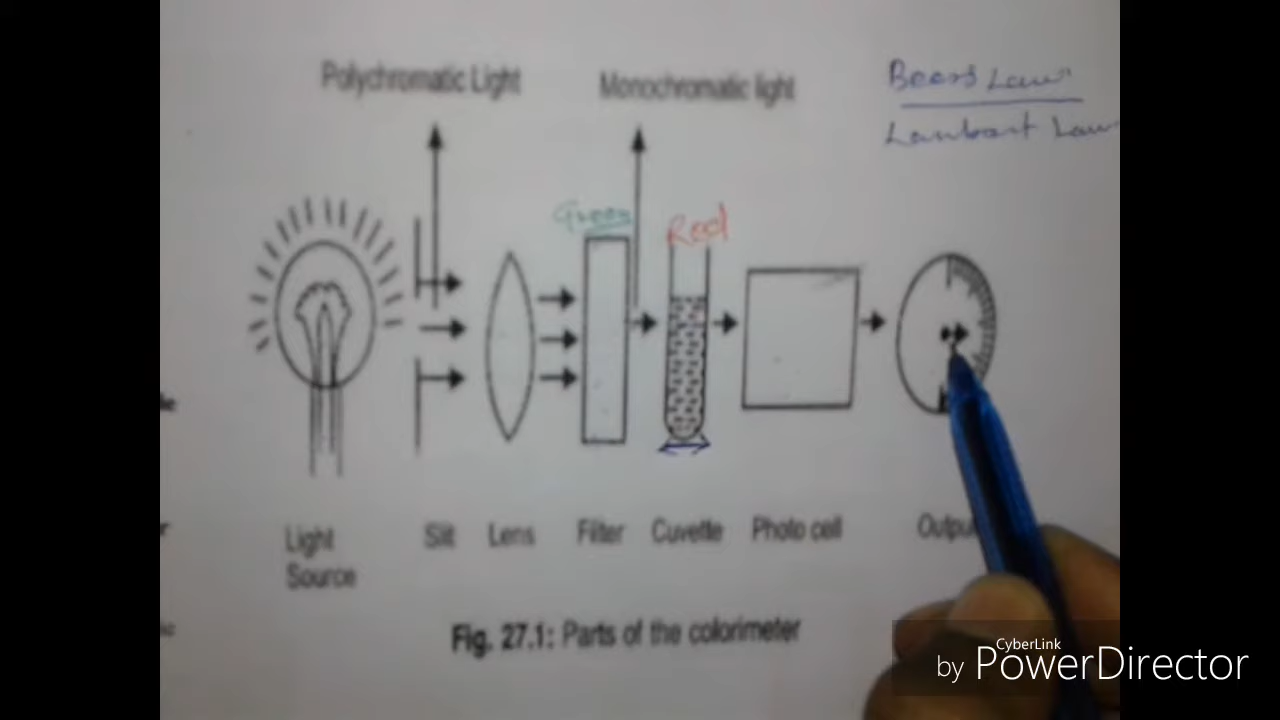 Polychromatic Light
Monochromatic light
Beers Law
Lambart Law
Green
Red
Light
Source
Slit
Lens
Filter
Cuvette
Photo cell
Outpu
Fig. 27.1: Parts of the colorimeter
CyberLink
by PowerDirector